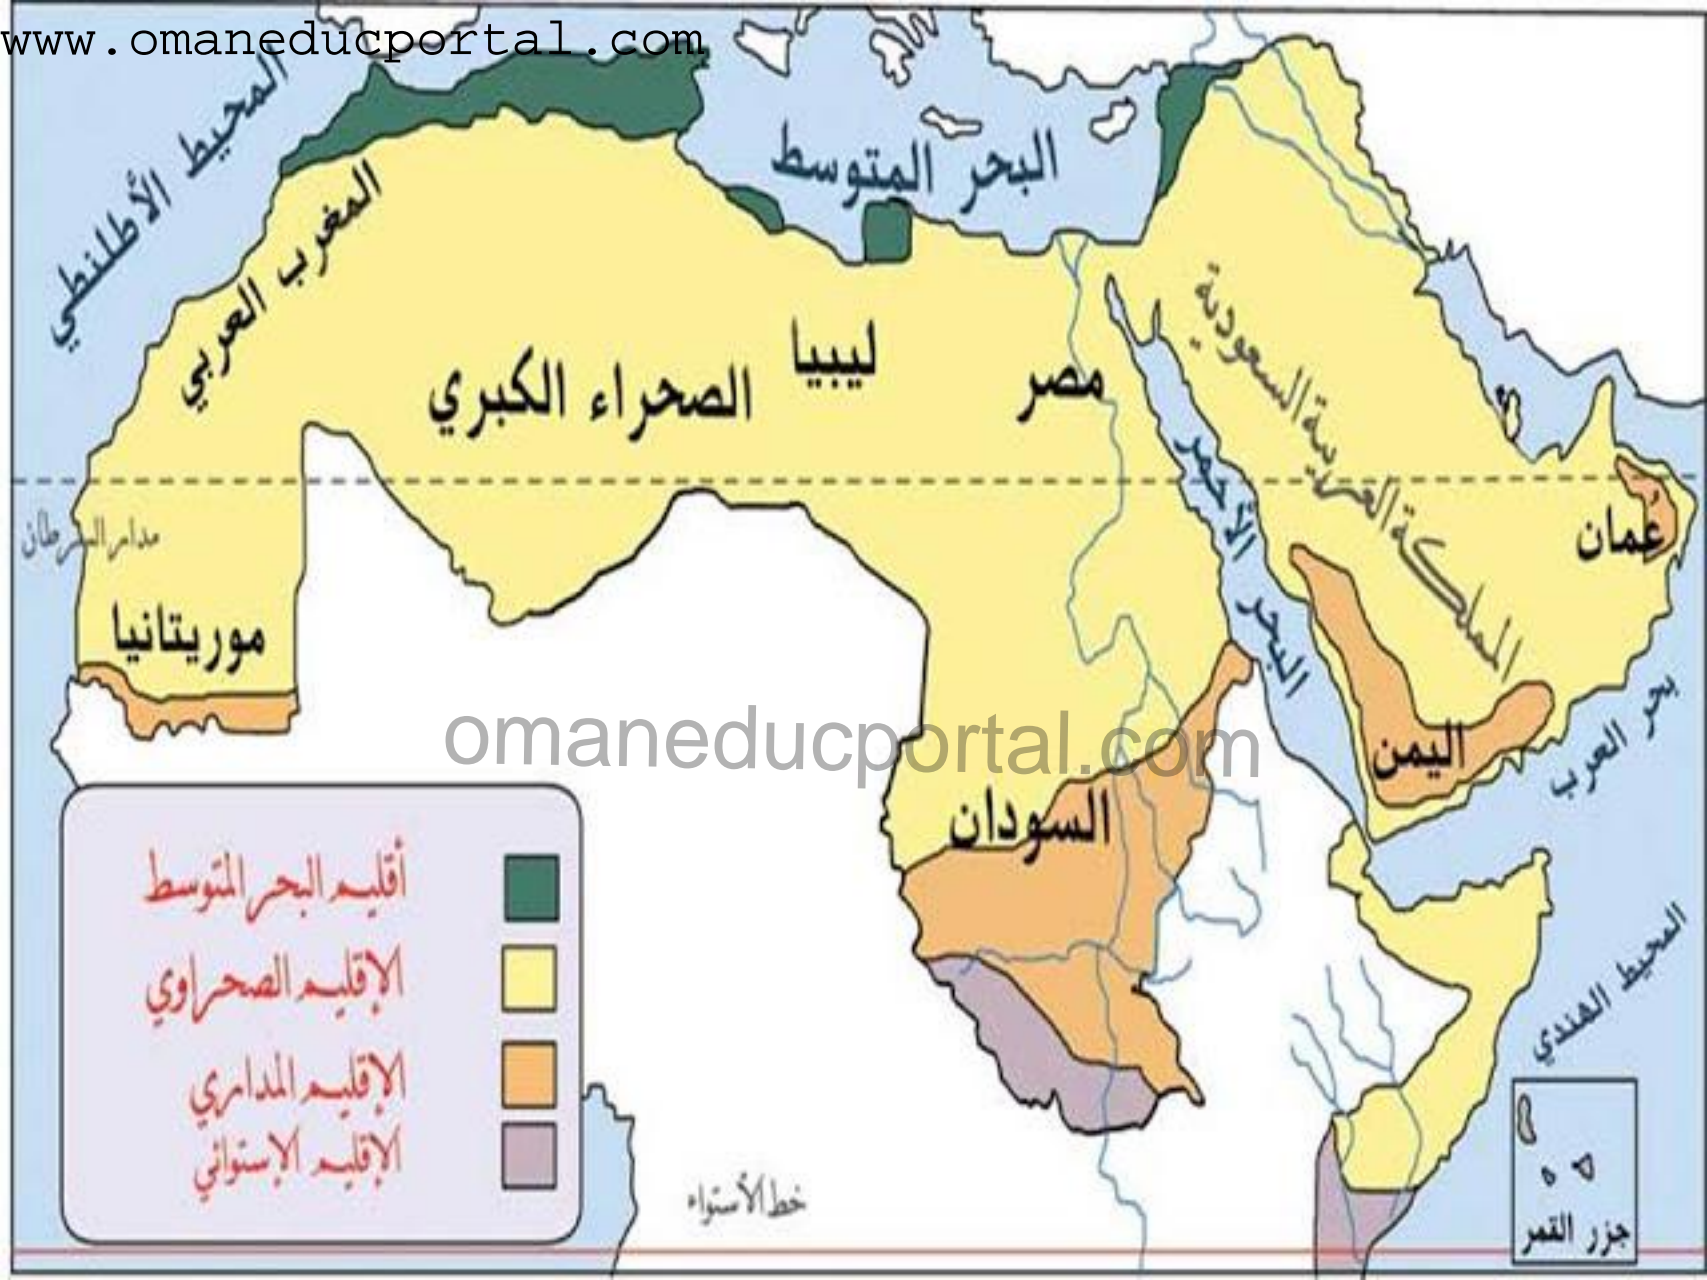 www.omaneducportal.com
المحيط الأطلنطي
البحر المتوسط
المغرب العربي
المملكة العربية السعودية
ليبيا
مصر
الصحراء الكبري
البحر الأحمر
عُمان
مدار السرطان
موريتانيا
بحر العرب
omaneducportal.com
اليمن
السودان
أقليم البحر المتوسط
الإقليم الصحراوي
الإقليم المداري
الإقليم الإستوائي
المحيط الهندي
خط الأستواء
جزر القمر